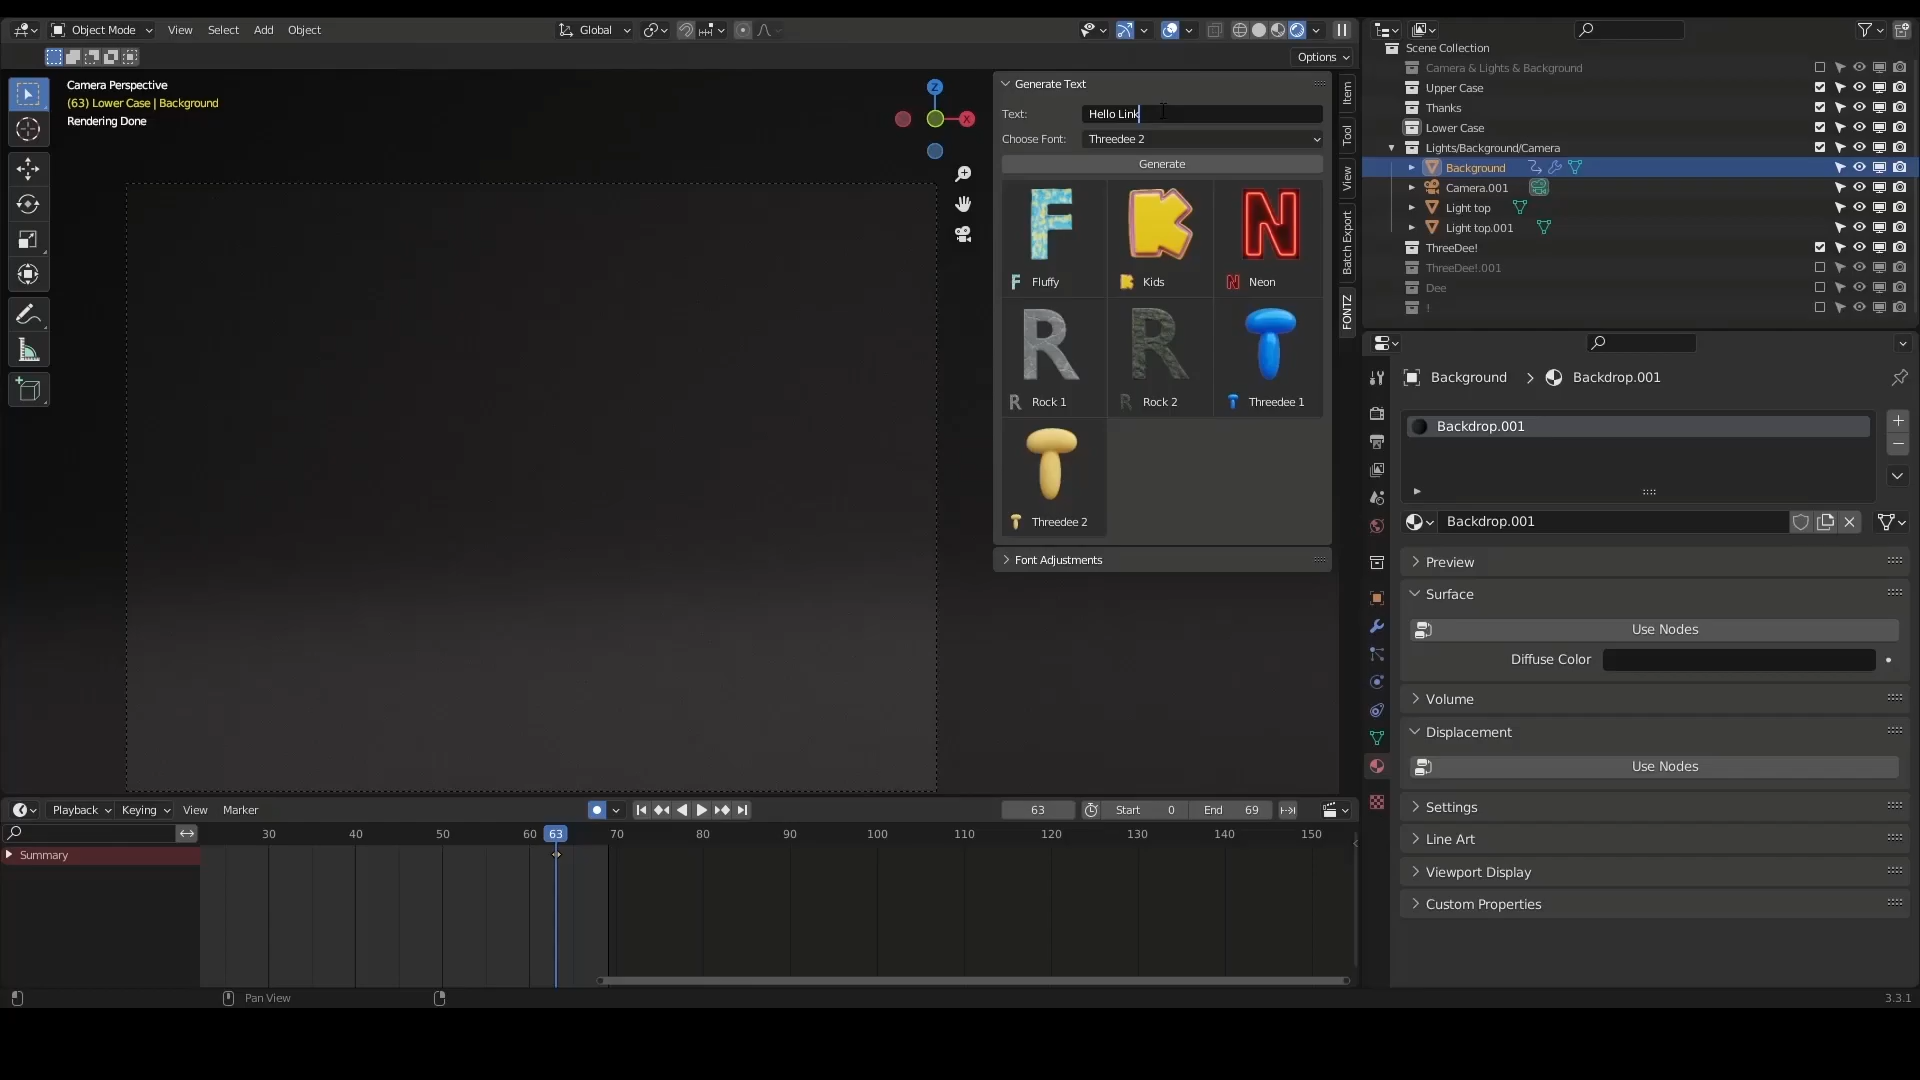 Object Mode View Select Add Object Global
Options
Camera Perspective
(63) Lower Case | Background
Rendering Done
Z
X
Generate Text
Text: Hello Link
Choose Font: Threedee 2
Generate
F Fluffy K Kids N Neon
R Rock 1 R Rock 2 T Threedee 1
T Threedee 2
Font Adjustments
Item
Tool
View
Batch Export
FONTZ
Scene Collection
Camera & Lights & Background
Upper Case
Thanks
Lower Case
Lights/Background/Camera
Background
Camera.001
Light top
Light top.001
ThreeDee!
ThreeDee!.001
Dee
!
Background Backdrop.001
Backdrop.001
Backdrop.001
Preview
Surface
Use Nodes
Diffuse Color
Volume
Displacement
Use Nodes
Settings
Line Art
Viewport Display
Custom Properties
Playback Keying View Marker 63 Start 0 End 69
30 40 50 60 63 70 80 90 100 110 120 130 140 150
Summary
Pan View
3.3.1